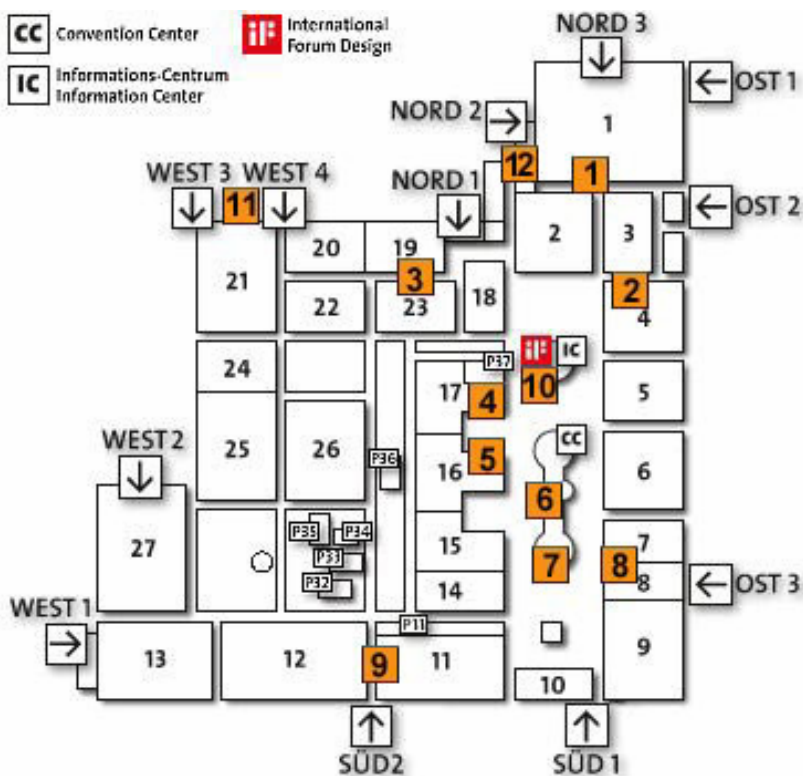 CC Convention Center
iF International
Forum Design
IC Informations-Centrum
Information Center
NORD 3
OST 1
1
NORD 2
12
1
WEST 3 WEST 4
11
NORD 1
OST 2
20
19
2
3
21
3
2
22
23
18
4
iF IC
P37
24
17
10
5
4
CC
WEST 2
25
26
P36
16
5
6
6
27
P35
P34
15
7
7
P33
8
8
OST 3
P32
14
WEST 1
P11
13
12
9
11
9
10
SÜD2
SÜD 1